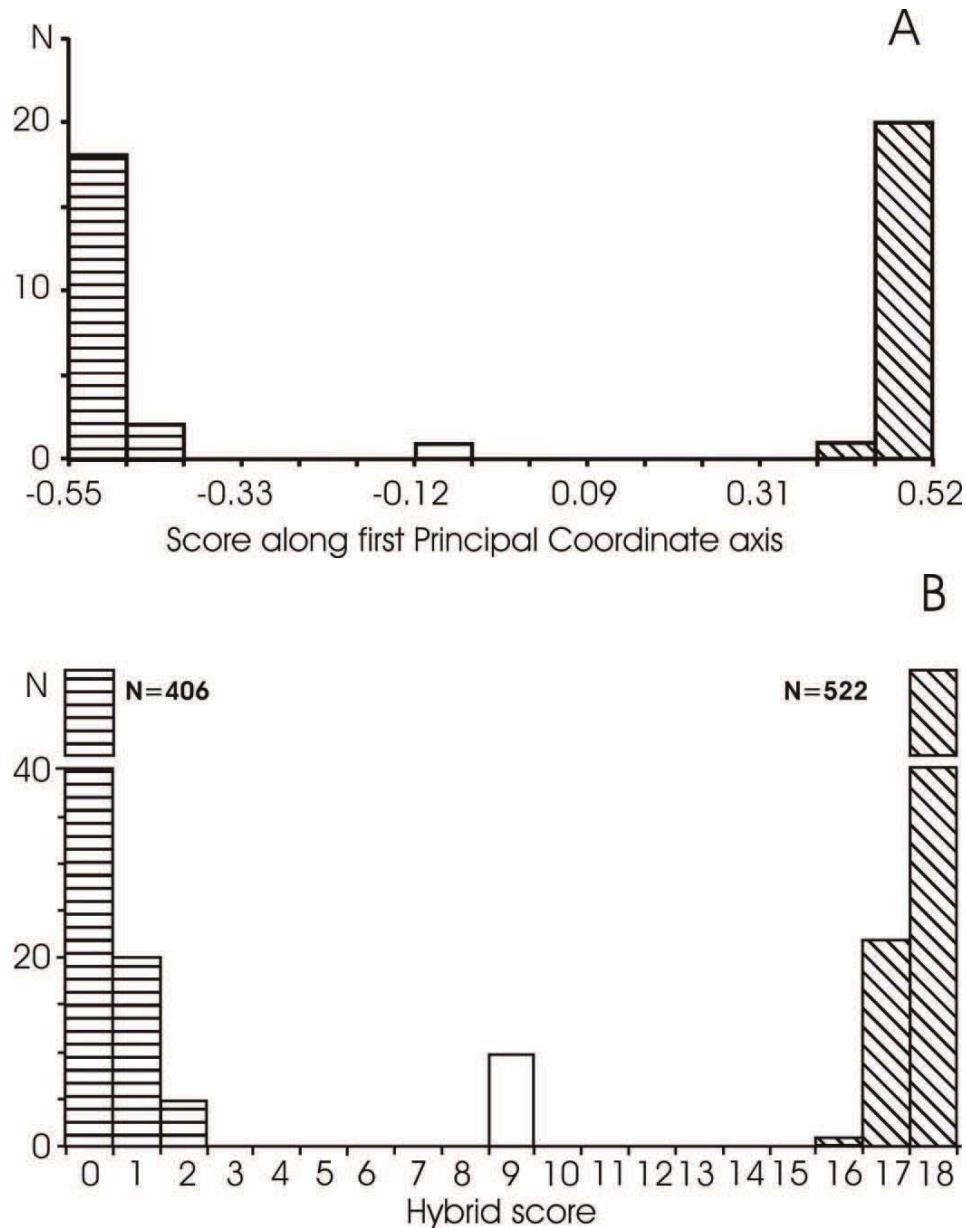 A
N
20
10
0
-0.55 -0.33 -0.12 0.09 0.31 0.52
Score along first Principal Coordinate axis
B
N
N=406 N=522
40
20
0
0 1 2 3 4 5 6 7 8 9 10 11 12 13 14 15 16 17 18
Hybrid score